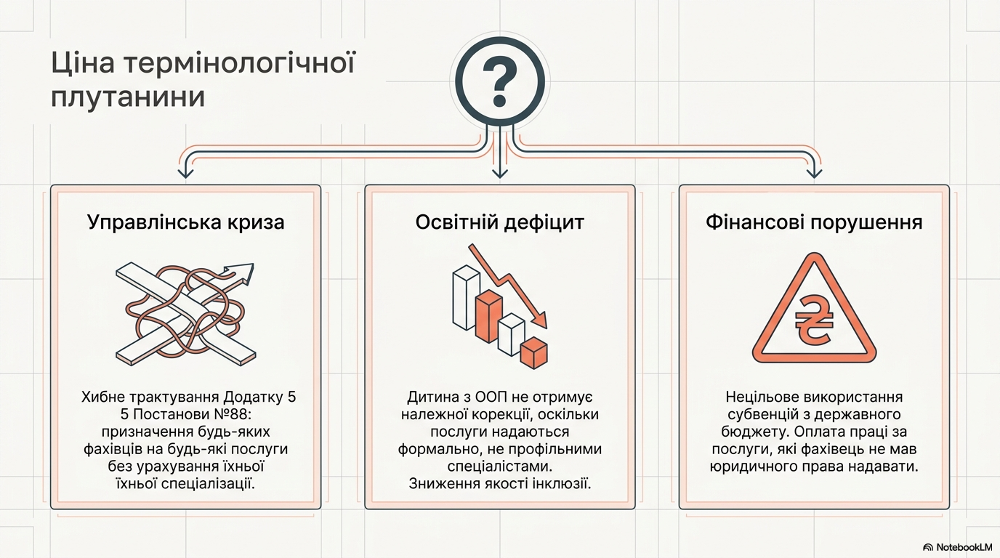 Ціна термінологічної
плутанини
?
Управлінська криза
Хибне трактування Додатку 5
5 Постанови №88:
призначення будь-яких
фахівців на будь-які послуги
без урахування їхньої
їхньої спеціалізації.
Освітній дефіцит
Дитина з ООП не отримує
належної корекції, оскільки
послуги надаються
формально, не профільними
спеціалістами.
Зниження якості інклюзії.
Фінансові порушення
₴
Нецільове використання
субвенцій з державного
бюджету. Оплата праці за
послуги, які фахівець не мав
юридичного права надавати.
NotebookLM